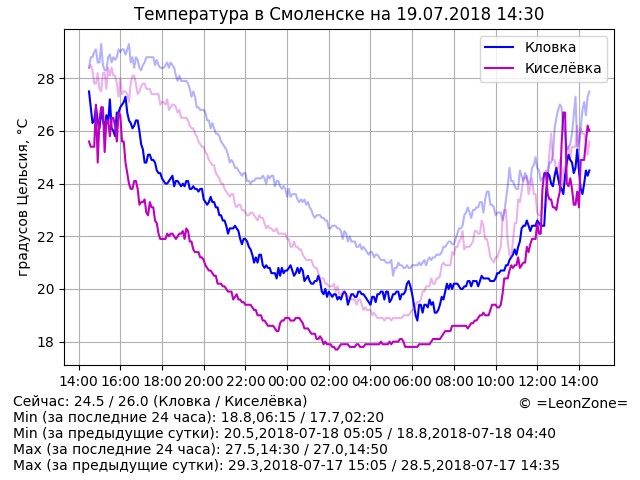 Температура в Смоленске на 19.07.2018 14:30
Кловка
Киселёвка
градусов Цельсия, °C
28
26
24
22
20
18
14:00 16:00 18:00 20:00 22:00 00:00 02:00 04:00 06:00 08:00 10:00 12:00 14:00
Сейчас: 24.5 / 26.0 (Кловка / Киселёвка)
© =LeonZone=
Min (за последние 24 часа): 18.8,06:15 / 17.7,02:20
Min (за предыдущие сутки): 20.5,2018-07-18 05:05 / 18.8,2018-07-18 04:40
Max (за последние 24 часа): 27.5,14:30 / 27.0,14:50
Max (за предыдущие сутки): 29.3,2018-07-17 15:05 / 28.5,2018-07-17 14:35